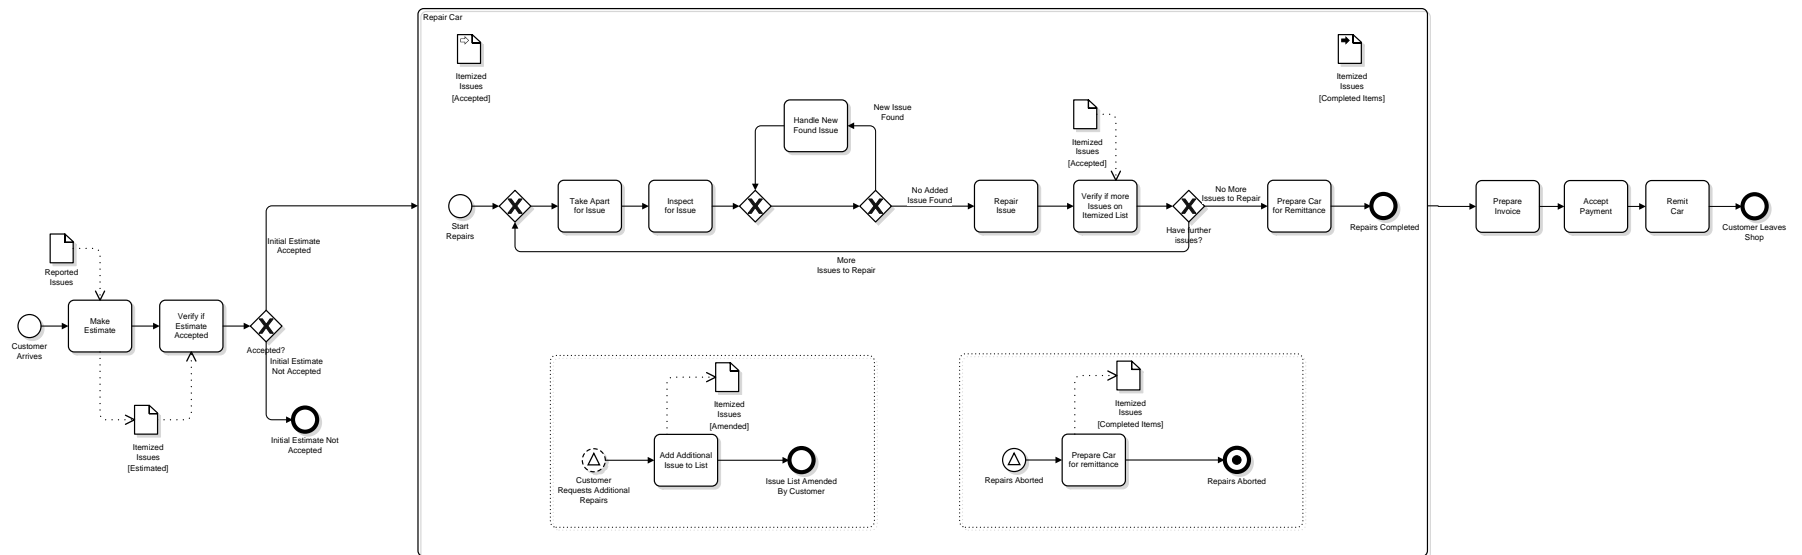 Repair Car
Itemized
Issues
[Accepted]
Itemized
Issues
[Completed Items]
Handle New
Found Issue
New Issue
Found
Itemized
Issues
[Accepted]
Start
Repairs
Take Apart
for Issue
Inspect
for Issue
No Added
Issue Found
Repair
Issue
Verify if more
Issues on
Itemized List
Have further
issues?
No More
Issues to Repair
Prepare Car
for Remittance
Repairs Completed
More
Issues to Repair
Prepare
Invoice
Accept
Payment
Remit
Car
Customer Leaves
Shop
Initial Estimate
Accepted
Reported
Issues
Customer
Arrives
Make
Estimate
Verify if
Estimate
Accepted
Accepted?
Initial Estimate
Not Accepted
Itemized
Issues
[Estimated]
Initial Estimate Not
Accepted
Itemized
Issues
[Amended]
Customer
Requests Additional
Repairs
Add Additional
Issue to List
Issue List Amended
By Customer
Itemized
Issues
[Completed Items]
Repairs Aborted
Prepare Car
for remittance
Repairs Aborted